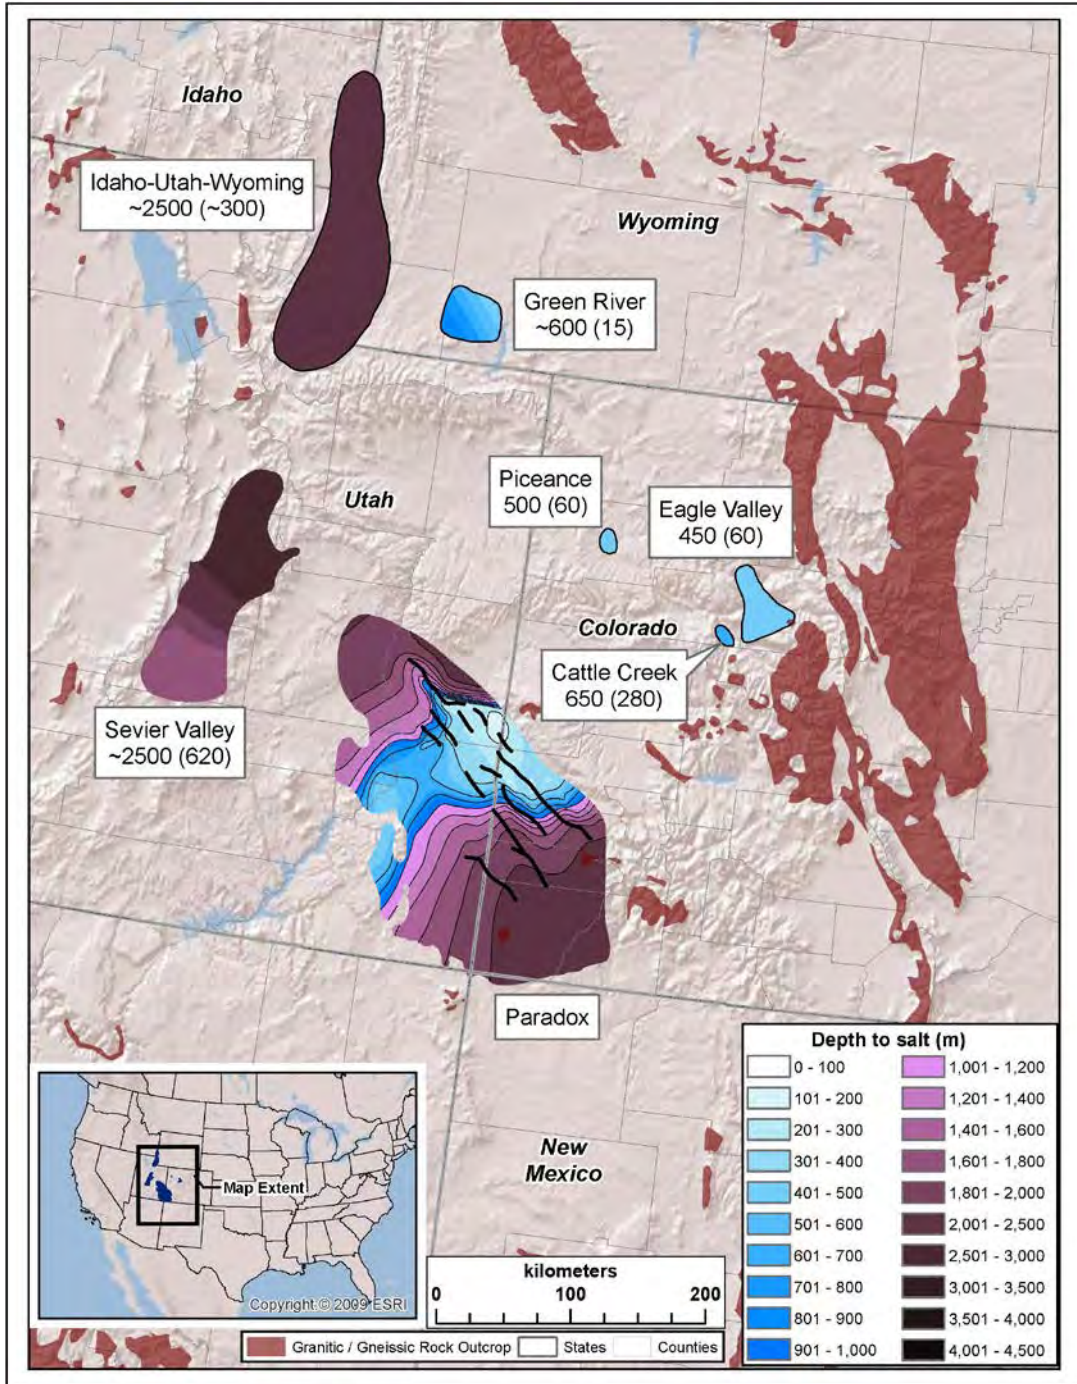 Idaho
Idaho-Utah-Wyoming
~2500 (~300)
Wyoming
Green River
~600 (15)
Piceance
500 (60)
Utah
Eagle Valley
450 (60)
Colorado
Cattle Creek
650 (280)
Sevier Valley
~2500 (620)
Paradox
New
Mexico
Map Extent
Copyright:© 2009 ESRI
kilometers
0 100 200
Granitic / Gneissic Rock Outcrop
States
Counties
Depth to salt (m)
0 - 100
101 - 200
201 - 300
301 - 400
401 - 500
501 - 600
601 - 700
701 - 800
801 - 900
901 - 1,000
1,001 - 1,200
1,201 - 1,400
1,401 - 1,600
1,601 - 1,800
1,801 - 2,000
2,001 - 2,500
2,501 - 3,000
3,001 - 3,500
3,501 - 4,000
4,001 - 4,500